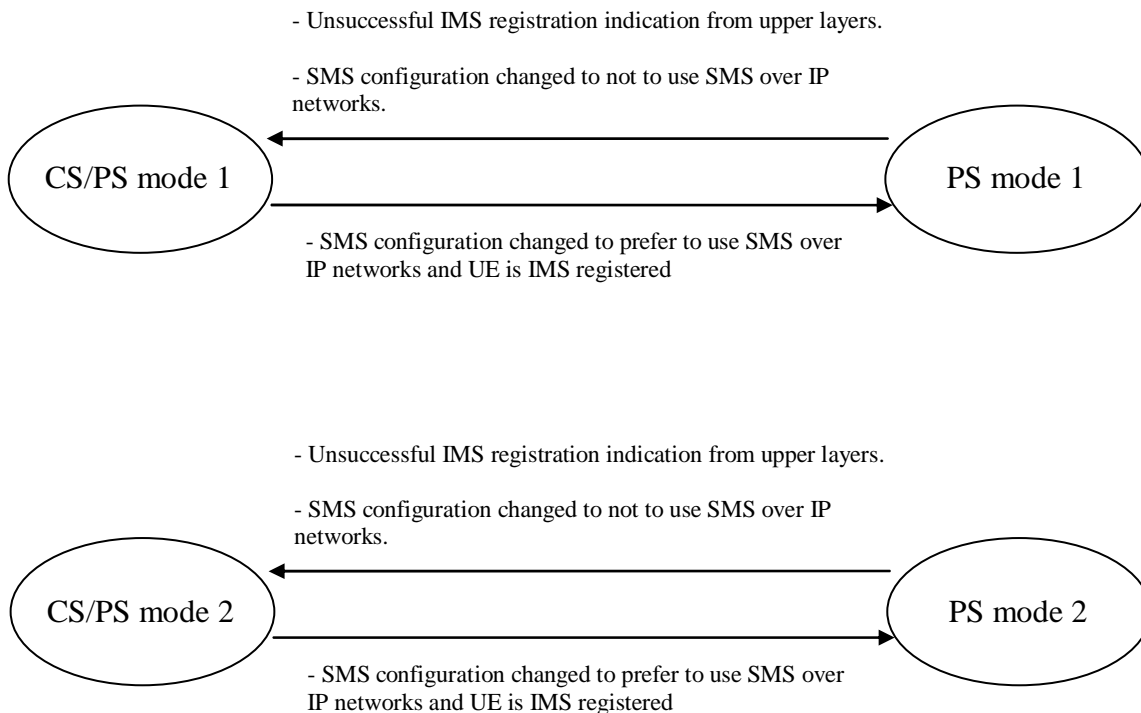 - Unsuccessful IMS registration indication from upper layers.
- SMS configuration changed to not to use SMS over IP
networks.
CS/PS mode 1
PS mode 1
- SMS configuration changed to prefer to use SMS over
IP networks and UE is IMS registered
- Unsuccessful IMS registration indication from upper layers.
- SMS configuration changed to not to use SMS over IP
networks.
CS/PS mode 2
PS mode 2
- SMS configuration changed to prefer to use SMS over
IP networks and UE is IMS registered